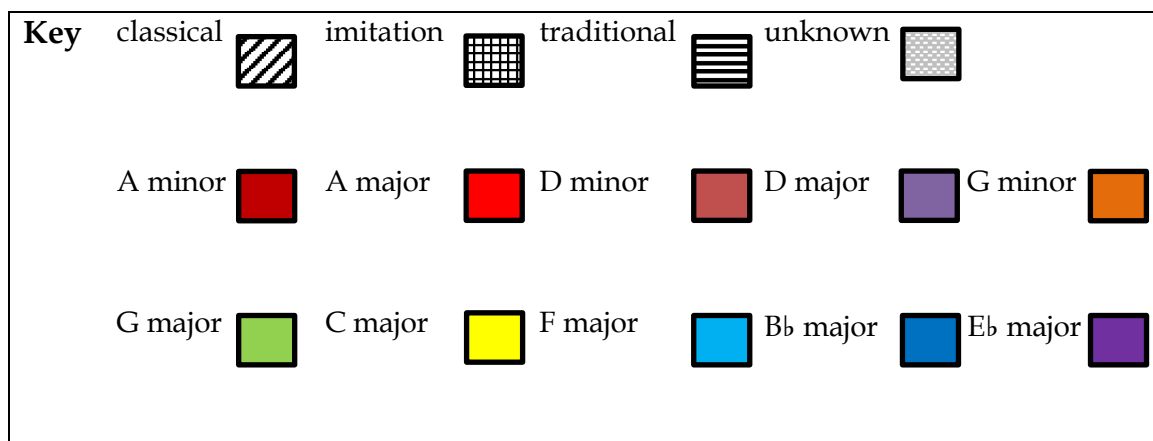 Key classical imitation traditional unknown
A minor A major D minor D major G minor
G major C major F major B♭ major E♭ major